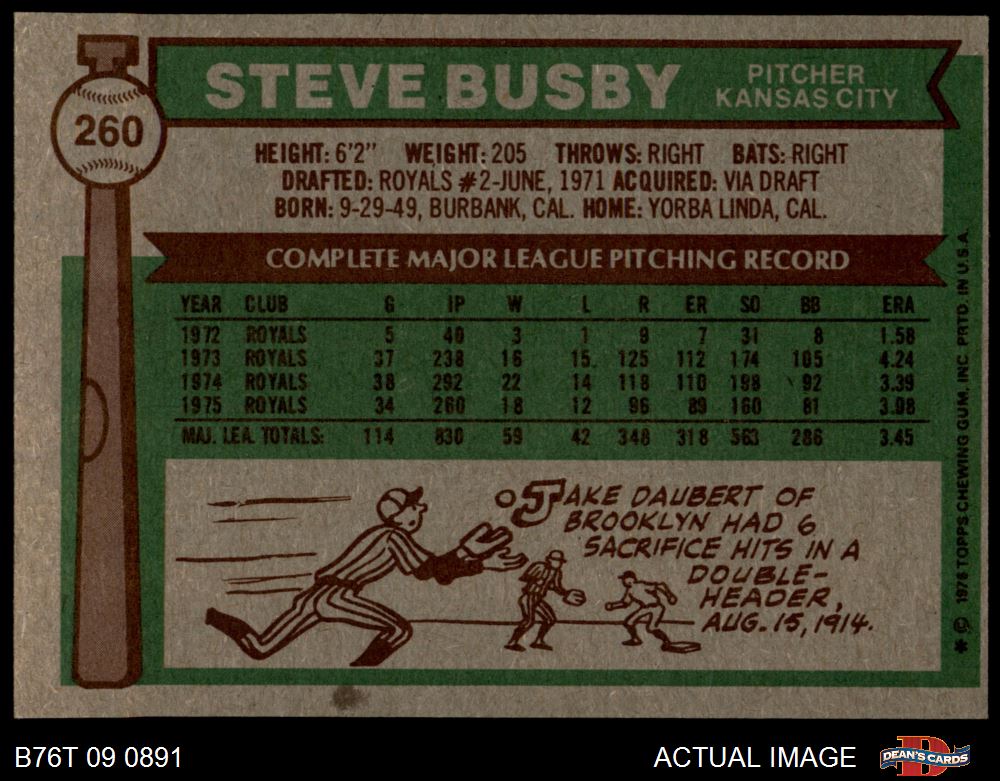 STEVE BUSBY
PITCHER
KANSAS CITY
260
HEIGHT: 6'2" WEIGHT: 205 THROWS: RIGHT BATS: RIGHT
DRAFTED: ROYALS #2-JUNE, 1971 ACQUIRED: VIA DRAFT
BORN: 9-29-49, BURBANK, CAL. HOME: YORBA LINDA, CAL.
COMPLETE MAJOR LEAGUE PITCHING RECORD
YEAR CLUB G IP W L R ER SO BB ERA
1972 ROYALS 5 40 3 1 9 7 31 8 1.58
1973 ROYALS 37 238 16 15 125 112 174 105 4.24
1974 ROYALS 38 292 22 14 118 110 198 92 3.39
1975 ROYALS 34 260 18 12 96 89 160 81 3.08
MAJ. LEA. TOTALS: 114 830 59 42 348 318 563 286 3.45
JAKE DAUBERT OF
BROOKLYN HAD 6
SACRIFICE HITS IN A
DOUBLE-
HEADER,
AUG. 15, 1914.
* © 1976 TOPPS CHEWING GUM, INC. PRTD. IN U.S.A.
B76T 09 0891
ACTUAL IMAGE
D
DEAN'S CARDS